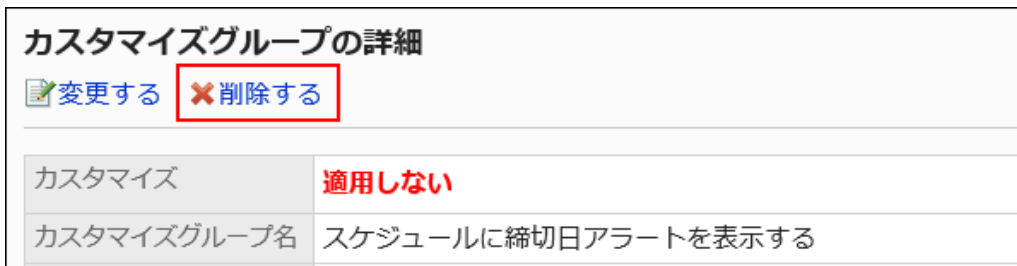 カスタマイズグループの詳細
変更する 削除する
カスタマイズ 適用しない
カスタマイズグループ名 スケジュールに締切日アラートを表示する